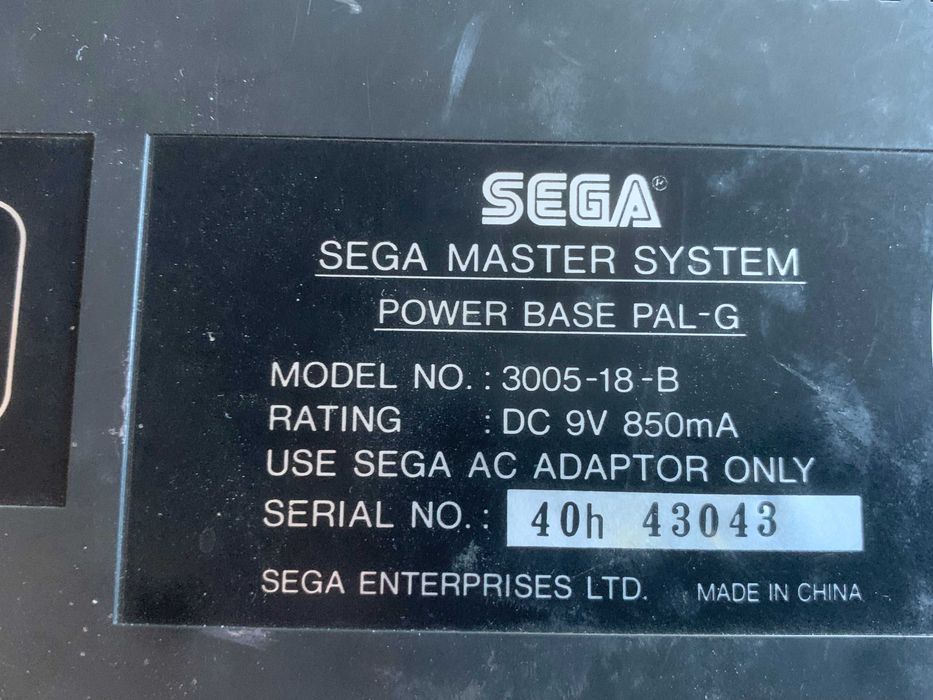 SEGA®
SEGA MASTER SYSTEM
POWER BASE PAL-G
MODEL NO. : 3005-18-B
RATING : DC 9V 850mA
USE SEGA AC ADAPTOR ONLY
SERIAL NO. : 40h 43043
SEGA ENTERPRISES LTD. MADE IN CHINA